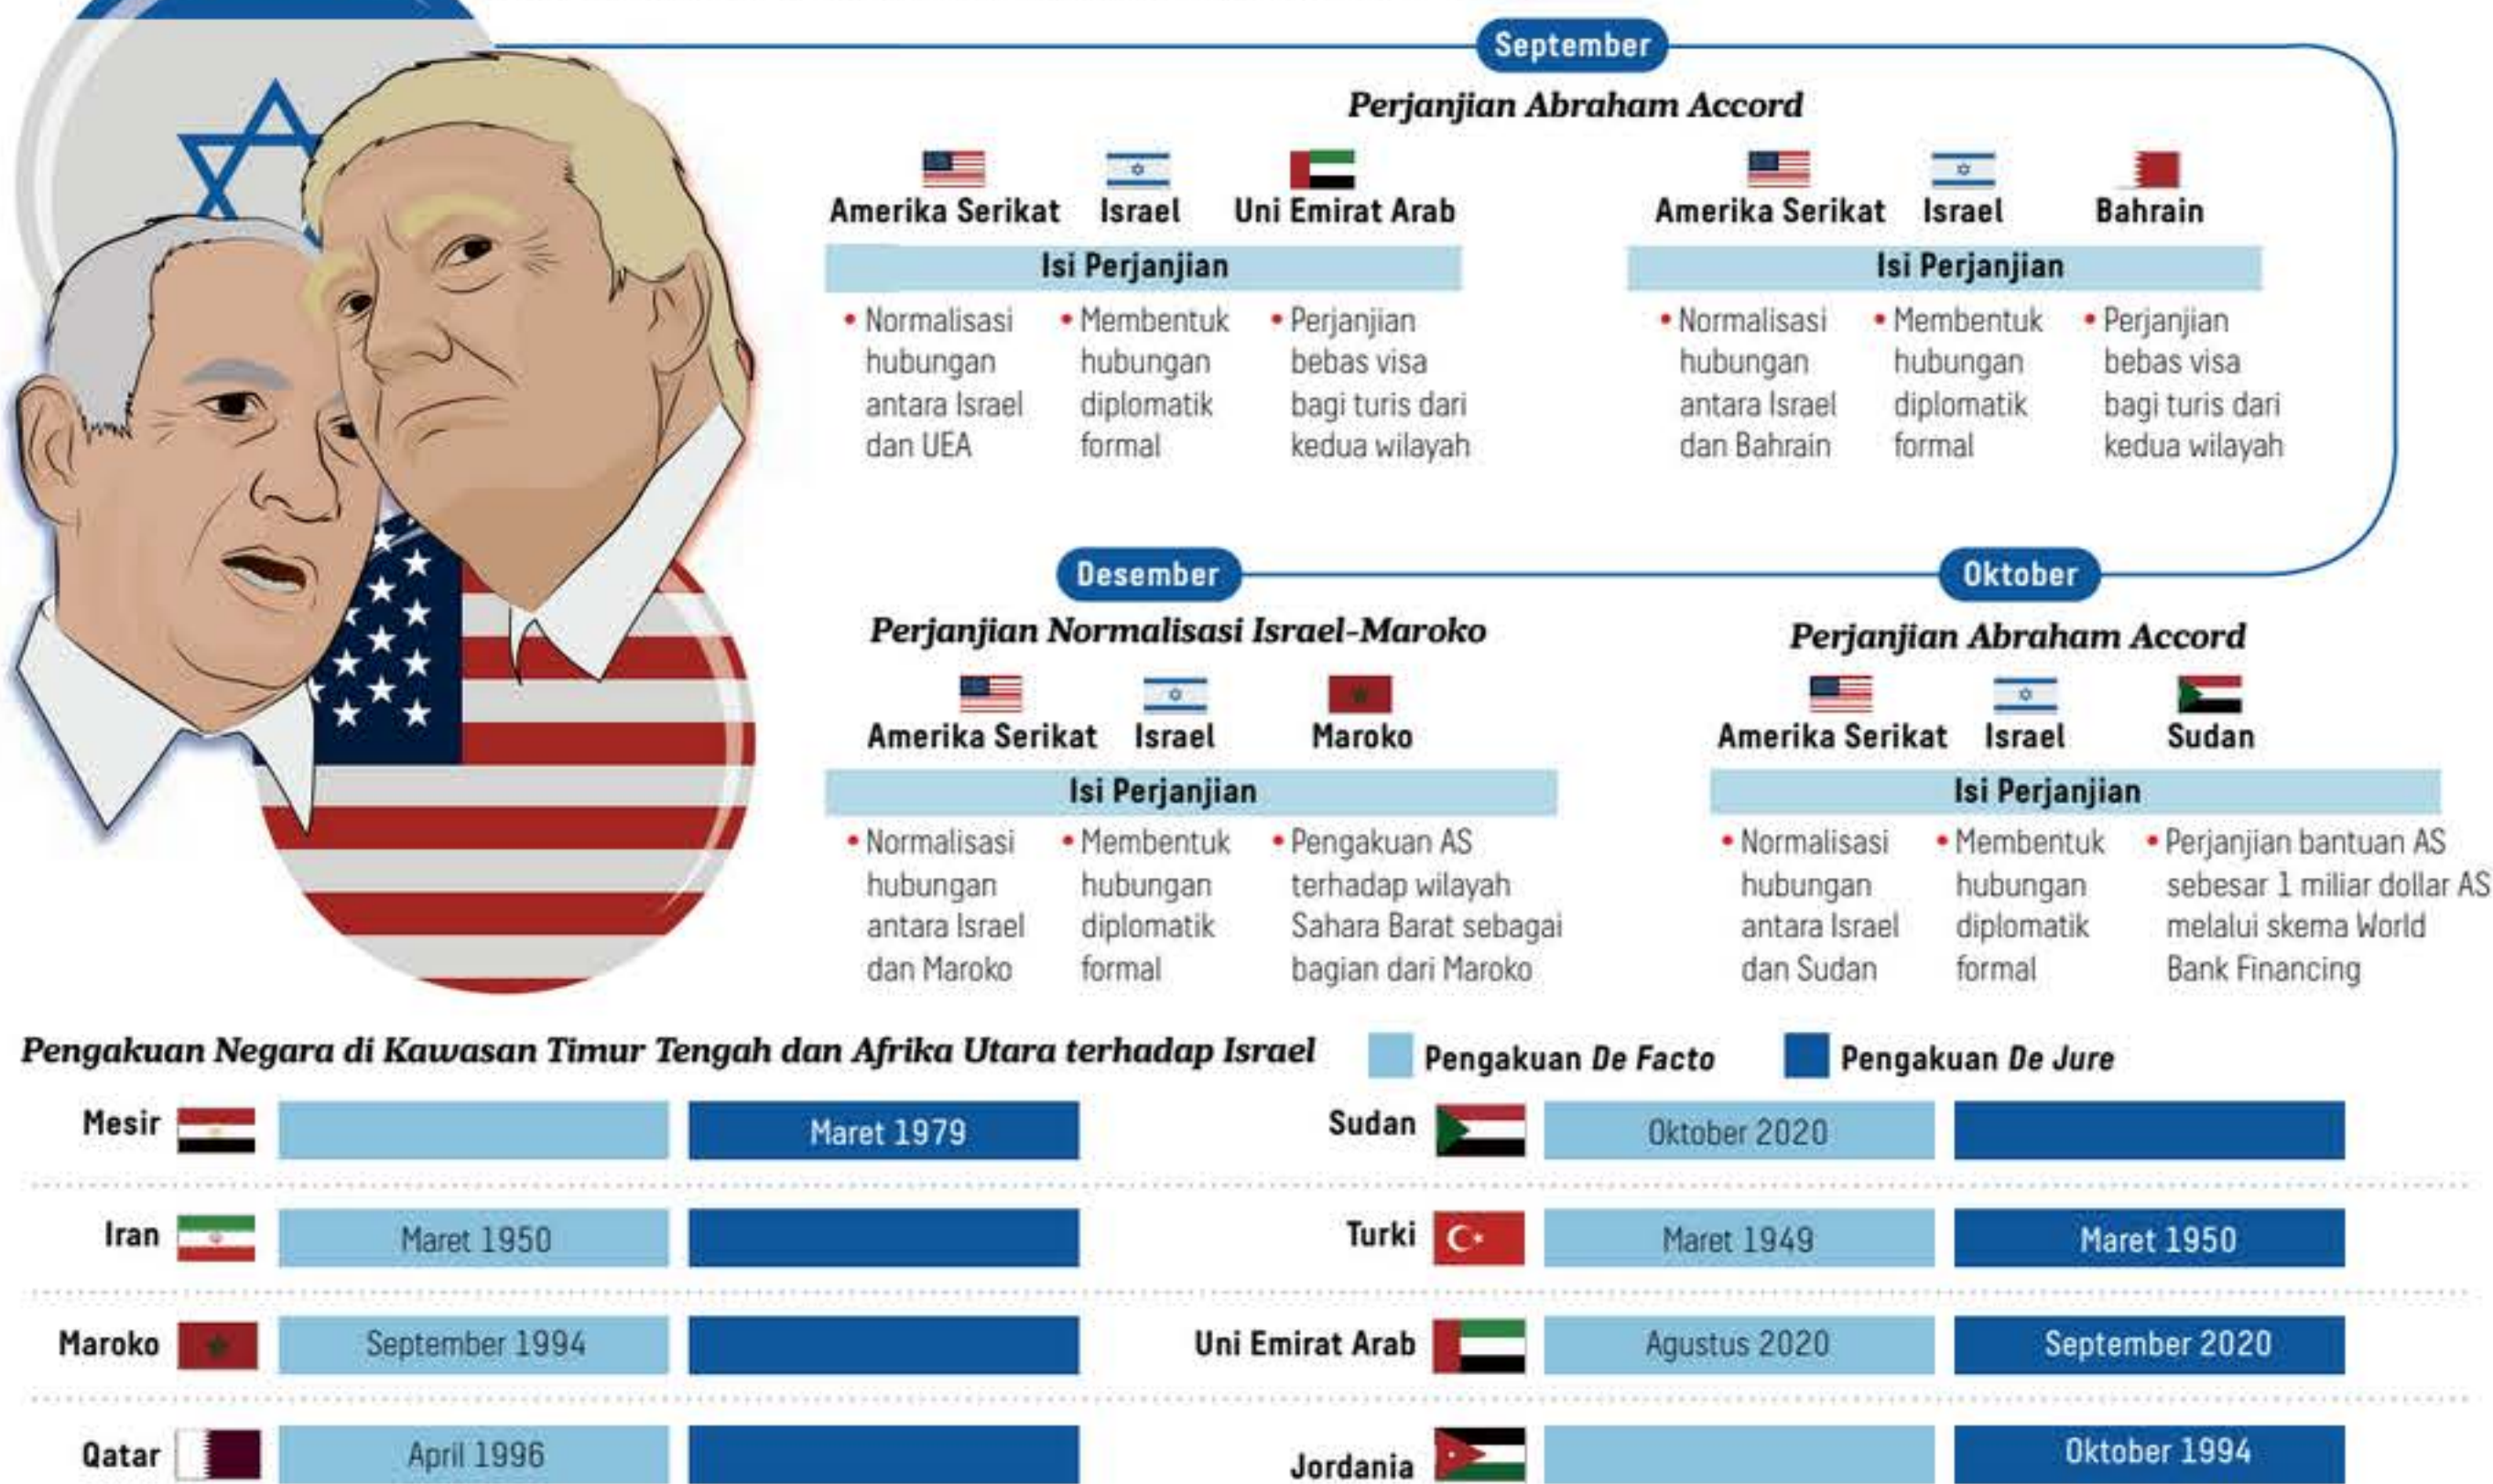 September
Perjanjian Abraham Accord
Amerika Serikat
Israel
Uni Emirat Arab
Isi Perjanjian
• Normalisasi
hubungan
antara Israel
dan UEA
• Membentuk
hubungan
diplomatik
formal
• Perjanjian
bebas visa
bagi turis dari
kedua wilayah
Amerika Serikat
Israel
Bahrain
Isi Perjanjian
• Normalisasi
hubungan
antara Israel
dan Bahrain
• Membentuk
hubungan
diplomatik
formal
• Perjanjian
bebas visa
bagi turis dari
kedua wilayah
Desember
Perjanjian Normalisasi Israel-Maroko
Amerika Serikat
Israel
Maroko
Isi Perjanjian
• Normalisasi
hubungan
antara Israel
dan Maroko
• Membentuk
hubungan
diplomatik
formal
• Pengakuan AS
terhadap wilayah
Sahara Barat sebagai
bagian dari Maroko
Oktober
Perjanjian Abraham Accord
Amerika Serikat
Israel
Sudan
Isi Perjanjian
• Normalisasi
hubungan
antara Israel
dan Sudan
• Membentuk
hubungan
diplomatik
formal
• Perjanjian bantuan AS
sebesar 1 miliar dollar AS
melalui skema World
Bank Financing
Pengakuan Negara di Kawasan Timur Tengah dan Afrika Utara terhadap Israel
Pengakuan De Facto
Pengakuan De Jure
Mesir
Maret 1979
Iran
Maret 1950
Maroko
September 1994
Qatar
April 1996
Sudan
Oktober 2020
Turki
Maret 1949
Maret 1950
Uni Emirat Arab
Agustus 2020
September 2020
Jordania
Oktober 1994